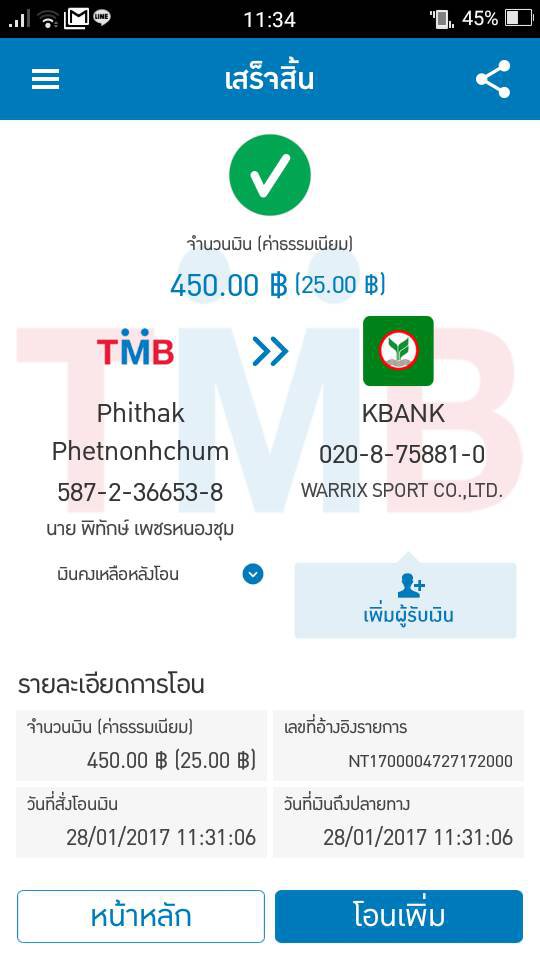 11:34
45%
เสร็จสิ้น
จำนวนเงิน (ค่าธรรมเนียม)
450.00 ฿ (25.00 ฿)
TMB
Phithak
Phetnonhchum
587-2-36653-8
นาย พิทักษ์ เพชรหนองซุม
เงินคงเหลือหลังโอน
KBANK
020-8-75881-0
WARRIX SPORT CO.,LTD.
เพิ่มผู้รับเงิน
รายละเอียดการโอน
จำนวนเงิน (ค่าธรรมเนียม)
450.00 ฿ (25.00 ฿)
เลขที่อ้างอิงรายการ
NT1700004727172000
วันที่สั่งโอนเงิน
28/01/2017 11:31:06
วันที่เงินถึงปลายทาง
28/01/2017 11:31:06
หน้าหลัก
โอนเพิ่ม
TMB